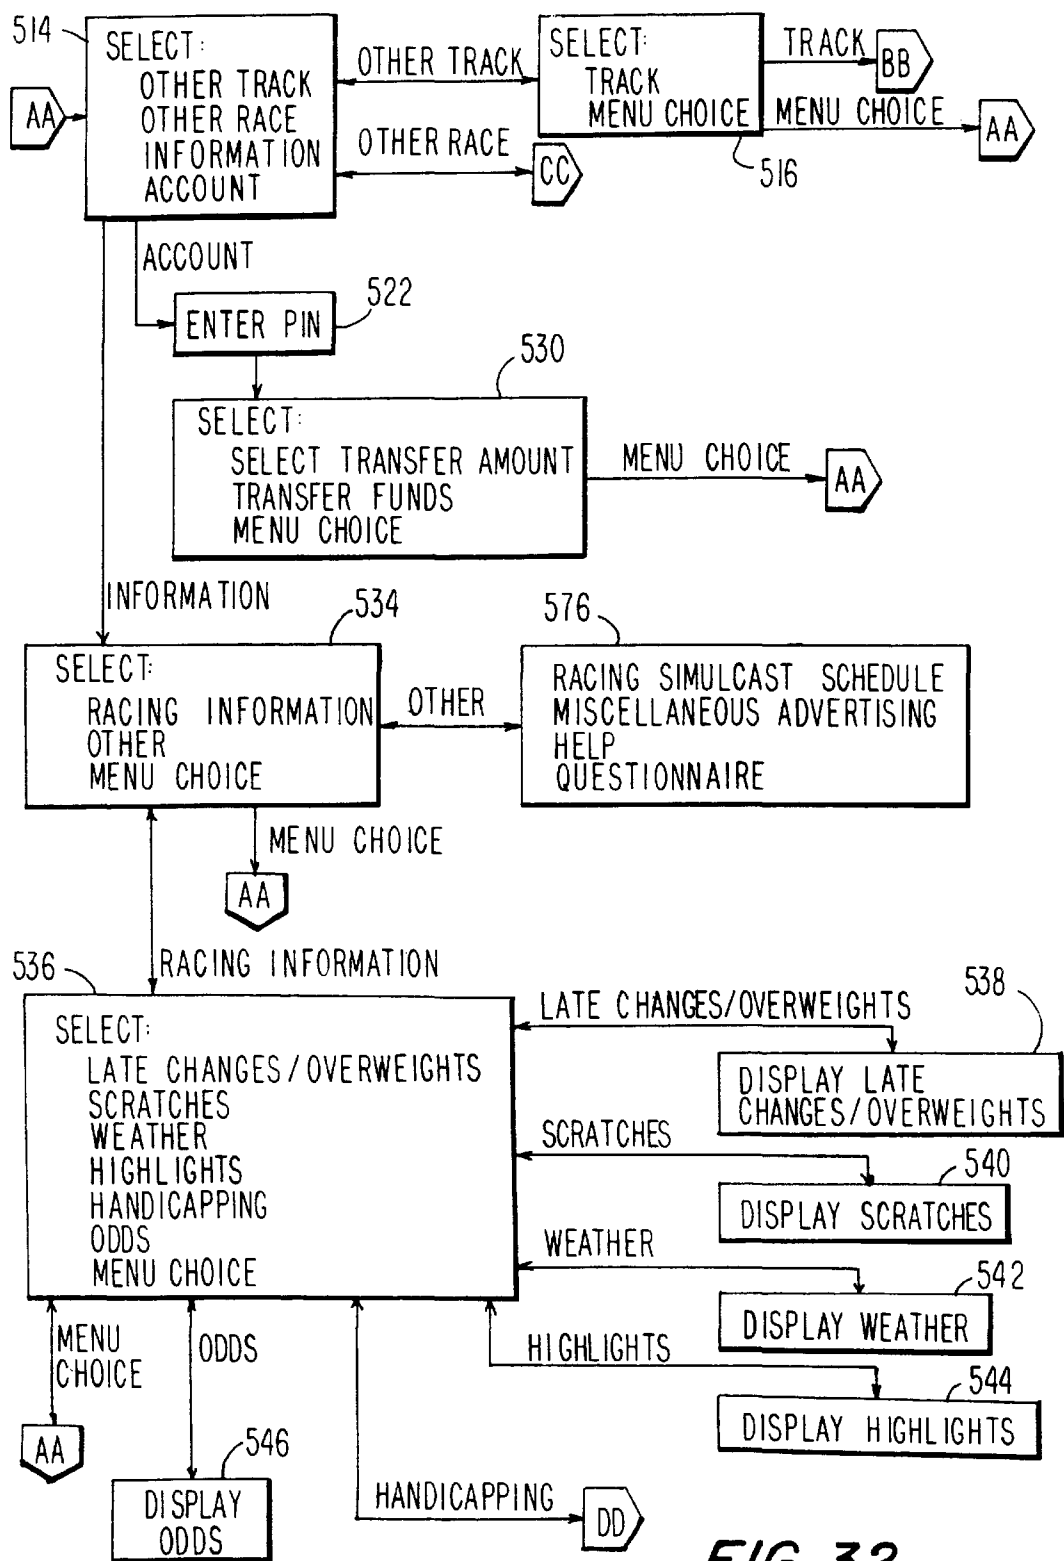 514
SELECT:
OTHER TRACK
OTHER RACE
INFORMATION
ACCOUNT
AA
OTHER TRACK
OTHER RACE
CC
SELECT:
TRACK
MENU CHOICE
516
TRACK
BB
MENU CHOICE
AA
ACCOUNT
ENTER PIN
522
530
SELECT:
SELECT TRANSFER AMOUNT
TRANSFER FUNDS
MENU CHOICE
MENU CHOICE
AA
INFORMATION
534
SELECT:
RACING INFORMATION
OTHER
MENU CHOICE
OTHER
576
RACING SIMULCAST SCHEDULE
MISCELLANEOUS ADVERTISING
HELP
QUESTIONNAIRE
MENU CHOICE
AA
RACING INFORMATION
536
SELECT:
LATE CHANGES/OVERWEIGHTS
SCRATCHES
WEATHER
HIGHLIGHTS
HANDICAPPING
ODDS
MENU CHOICE
LATE CHANGES/OVERWEIGHTS
538
DISPLAY LATE
CHANGES/OVERWEIGHTS
SCRATCHES
540
DISPLAY SCRATCHES
WEATHER
542
DISPLAY WEATHER
HIGHLIGHTS
544
DISPLAY HIGHLIGHTS
MENU
CHOICE
AA
ODDS
546
DISPLAY
ODDS
HANDICAPPING
DD
FIG. 32